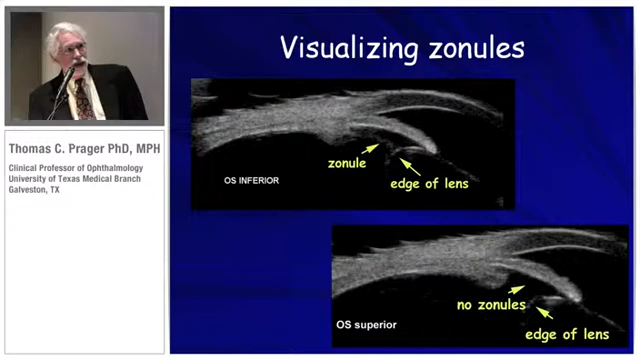 Visualizing zonules
zonule
OS INFERIOR
edge of lens
Thomas C. Prager PhD, MPH
Clinical Professor of Ophthalmology
University of Texas Medical Branch
Galveston, TX
no zonules
OS superior
edge of lens